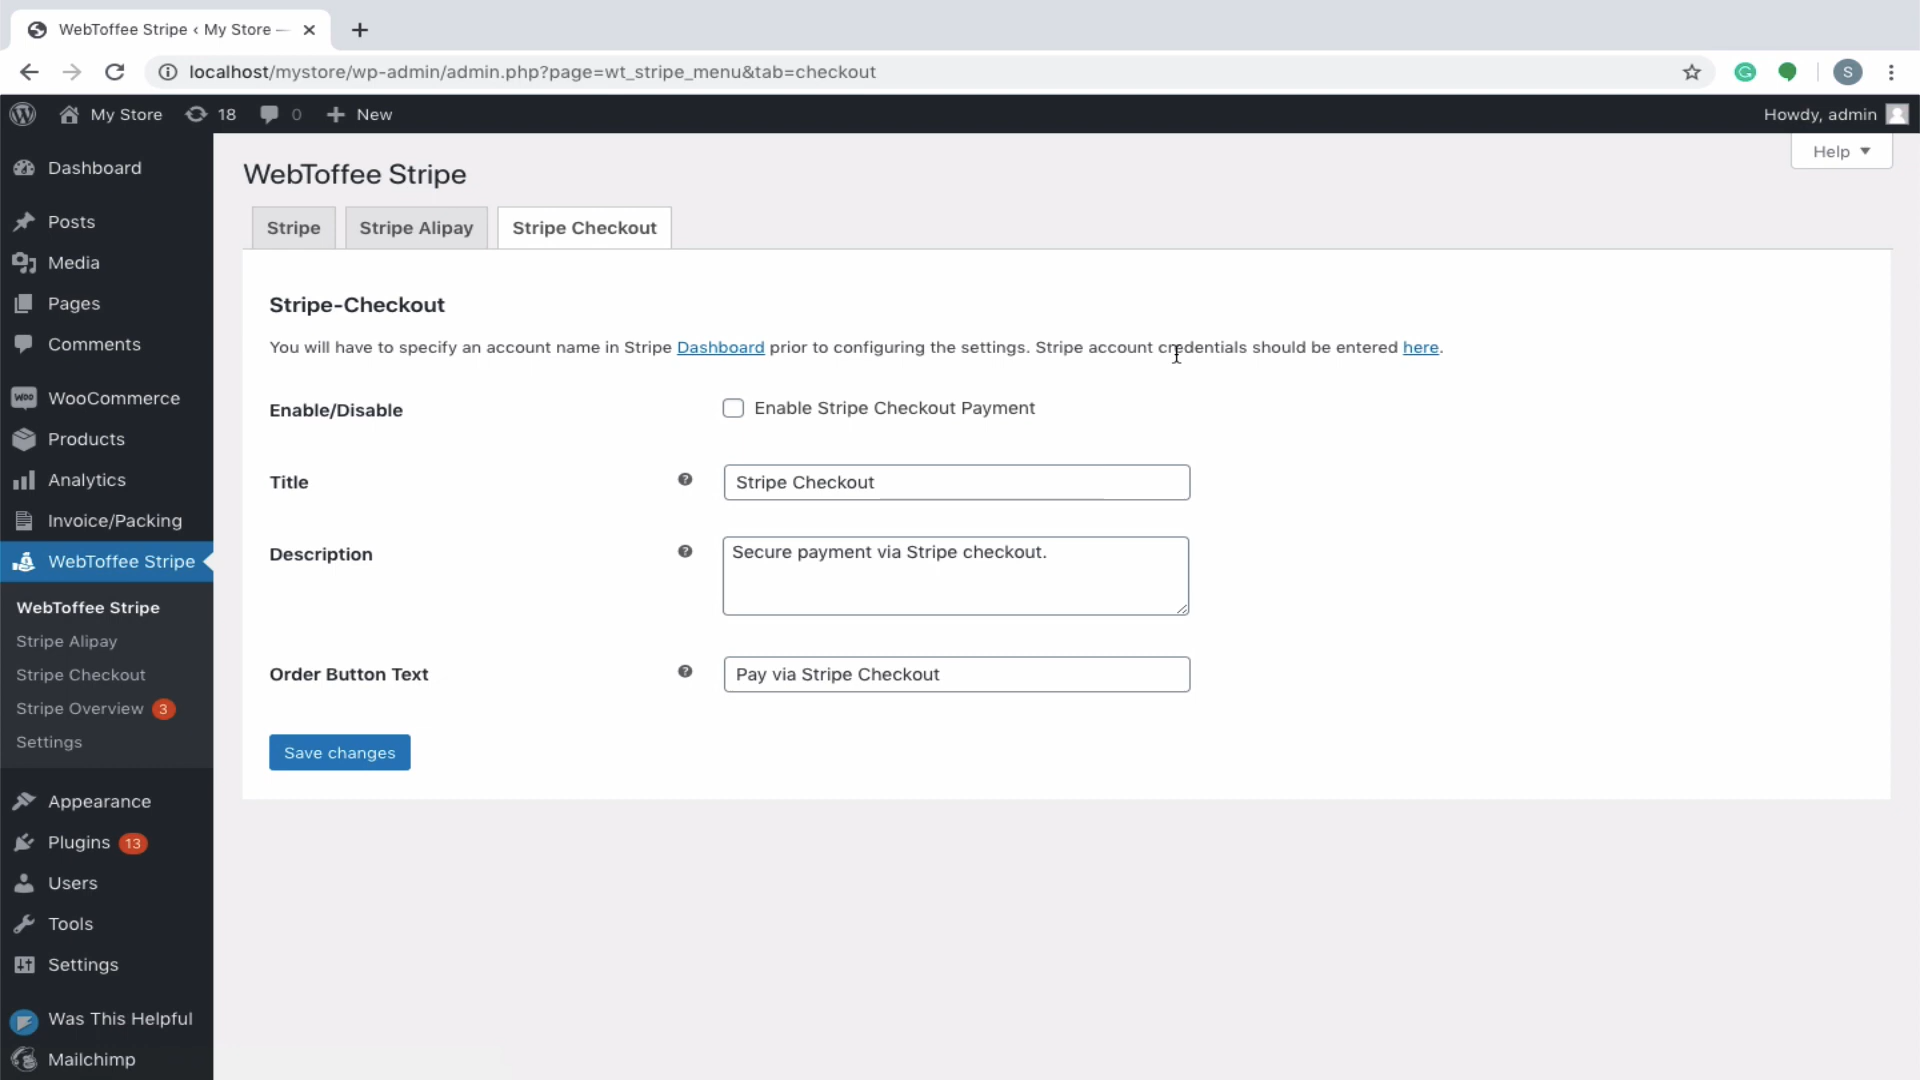 WebToffee Stripe ‹ My Store —
localhost/mystore/wp-admin/admin.php?page=wt_stripe_menu&tab=checkout
S
My Store
18
0
New
Howdy, admin
Help
Dashboard
Posts
Media
Pages
Comments
WooCommerce
Products
Analytics
Invoice/Packing
WebToffee Stripe
WebToffee Stripe
Stripe Alipay
Stripe Checkout
Stripe Overview 3
Settings
Appearance
Plugins 13
Users
Tools
Settings
Was This Helpful
Mailchimp
WebToffee Stripe
Stripe
Stripe Alipay
Stripe Checkout
Stripe-Checkout
You will have to specify an account name in Stripe Dashboard prior to configuring the settings. Stripe account credentials should be entered here.
Enable/Disable
Enable Stripe Checkout Payment
Title
Stripe Checkout
Description
Secure payment via Stripe checkout.
Order Button Text
Pay via Stripe Checkout
Save changes